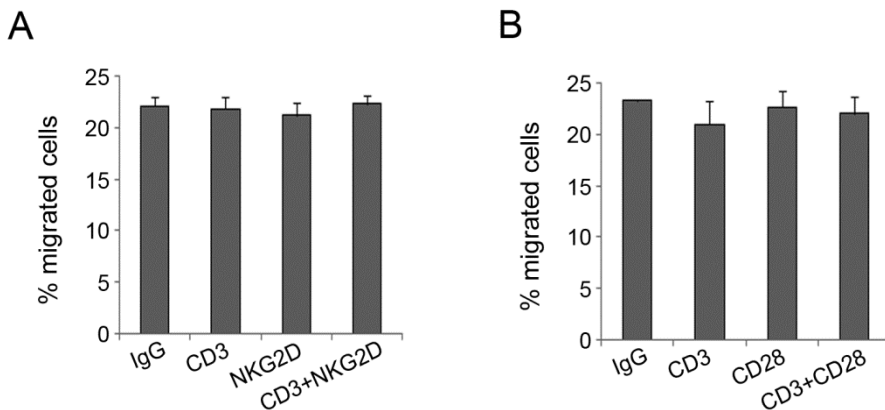 A
% migrated cells
25
20
15
10
5
0
IgG
CD3
NKG2D
CD3+NKG2D
B
% migrated cells
25
20
15
10
5
0
IgG
CD3
CD28
CD3+CD28